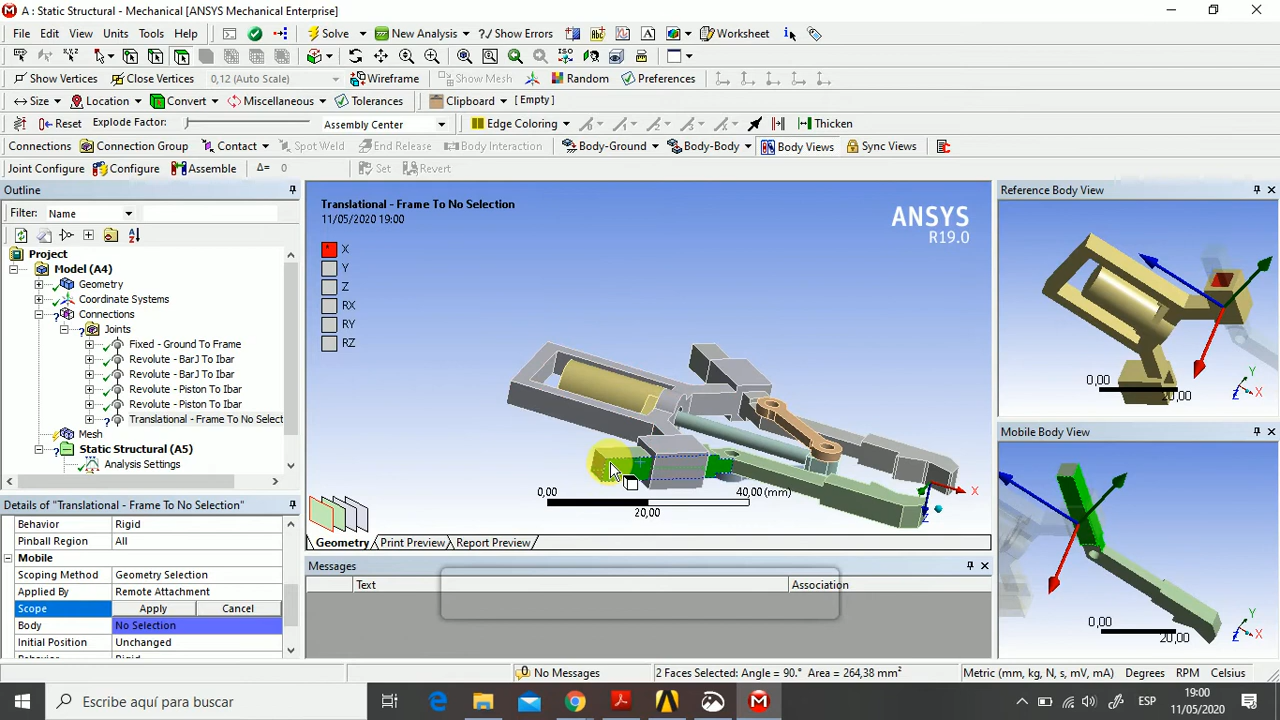 A : Static Structural - Mechanical [ANSYS Mechanical Enterprise]
File Edit View Units Tools Help Solve New Analysis Show Errors Worksheet
Show Vertices Close Vertices 0,12 (Auto Scale) Wireframe Show Mesh Random Preferences
Size Location Convert Miscellaneous Tolerances Clipboard [ Empty ]
Reset Explode Factor: Assembly Center Edge Coloring Thicken
Connections Connection Group Contact Spot Weld End Release Body Interaction Body-Ground Body-Body Body Views Sync Views
Joint Configure Configure Assemble Δ= 0 Set Revert
Outline
Filter: Name
Project
Model (A4)
Geometry
Coordinate Systems
Connections
Joints
Fixed - Ground To Frame
Revolute - BarJ To Ibar
Revolute - BarJ To Ibar
Revolute - Piston To Ibar
Revolute - Piston To Ibar
Translational - Frame To No Select
Mesh
Static Structural (A5)
Analysis Settings
Details of "Translational - Frame To No Selection"
Behavior Rigid
Pinball Region All
Mobile
Scoping Method Geometry Selection
Applied By Remote Attachment
Scope Apply Cancel
Body No Selection
Initial Position Unchanged
Behavior Rigid
Translational - Frame To No Selection
11/05/2020 19:00
X
Y
Z
RX
RY
RZ
ANSYS
R19.0
0,00 40,00 (mm)
20,00
X
Z
Geometry Print Preview Report Preview
Messages
Text Association
Reference Body View
0,00
20,00
Y
X
Z
Mobile Body View
0,00
20,00
Y
X
Z
No Messages 2 Faces Selected: Angle = 90.° Area = 264,38 mm² Metric (mm, kg, N, s, mV, mA) Degrees RPM Celsius
Escribe aquí para buscar
ESP
19:00
11/05/2020